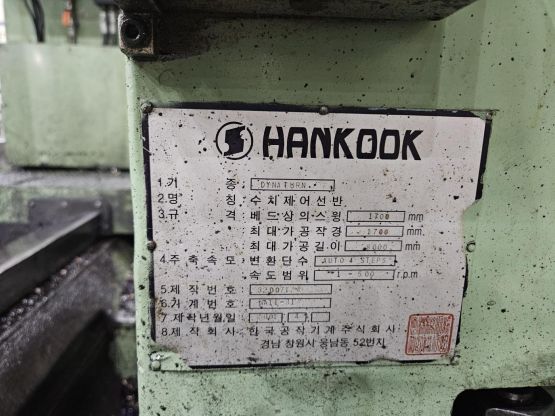 HANKOOK
1. 기 종
2. 명 칭 수치제어선반
3. 규 격 베드상의스윙 1700 mm
최대가공작경 1700 mm
최대가공길이 8000 mm
4. 주축속도 변환단수 AUTO 4 STEPS
속도범위 1 - 500 r.p.m
5. 제작번호
6. 기계번호
7. 제작년월일
8. 제작회사 한국공작기계주식회사
경남 창원시 웅남동 52번지